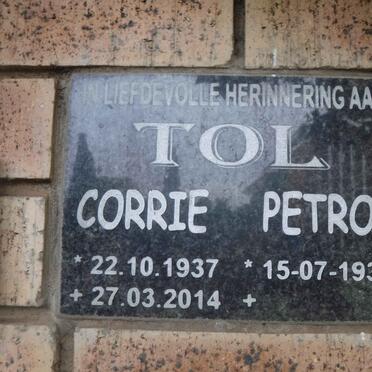 IN LIEFDEVOLLE HERINNERING AA
TOL
CORRIE PETRO
* 22.10.1937 * 15-07-193
+ 27.03.2014 +